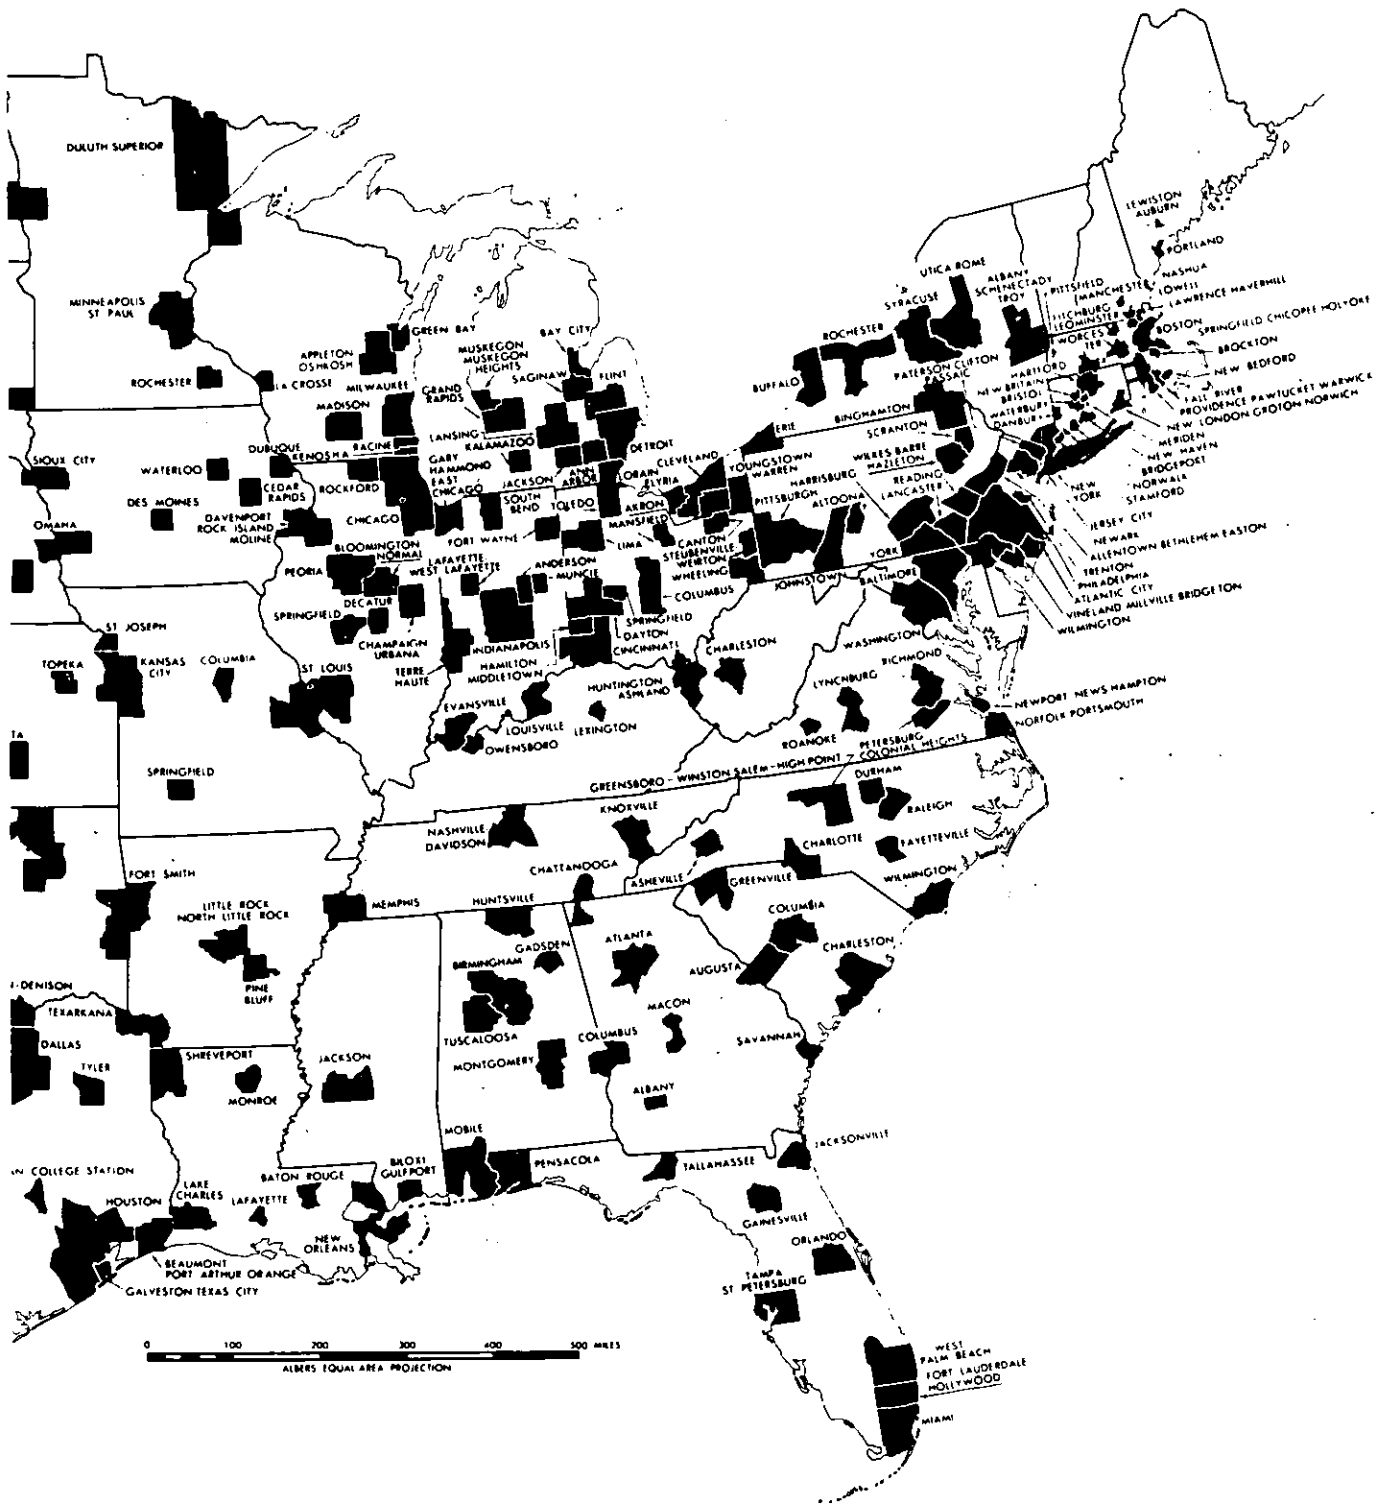 DULUTH SUPERIOR
MINNEAPOLIS
ST PAUL
ROCHESTER
LA CROSSE
GREEN BAY
APPLETON
OSHKOSH
MILWAUKEE
MADISON
RACINE
KENOSHA
DUBUQUE
SIOUX CITY
WATERLOO
CEDAR
RAPIDS
DES MOINES
DAVENPORT
ROCK ISLAND
MOLINE
OMAHA
ROCKFORD
CHICAGO
GARY
HAMMOND
EAST
CHICAGO
MUSKEGON
MUSKEGON
HEIGHTS
GRAND
RAPIDS
BAY CITY
SAGINAW
FLINT
LANSING
KALAMAZOO
JACKSON
ANN
ARBOR
DETROIT
SOUTH
BEND
TOLEDO
FORT WAYNE
LIMA
MANSFIELD
AKRON
LORAIN
ELYRIA
CLEVELAND
YOUNGSTOWN
WARREN
CANTON
STEUBENVILLE
WEIRTON
WHEELING
PITTSBURGH
ERIE
BLOOMINGTON
NORMAL
PEORIA
LAFAYETTE
WEST LAFAYETTE
ANDERSON
MUNCIE
COLUMBUS
DECATUR
SPRINGFIELD
CHAMPAIGN
URBANA
TERRE
HAUTE
INDIANAPOLIS
HAMILTON
MIDDLETOWN
SPRINGFIELD
DAYTON
CINCINNATI
ST JOSEPH
TOPEKA
KANSAS
CITY
COLUMBIA
ST LOUIS
SPRINGFIELD
EVANSVILLE
LOUISVILLE
OWENSBORO
LEXINGTON
HUNTINGTON
ASHLAND
CHARLESTON
UTICA ROME
SYRACUSE
ROCHESTER
BUFFALO
ALBANY
SCHENECTADY
TROY
BINGHAMTON
SCRANTON
WILKES BARRE
HAZLETON
HARRISBURG
READING
LANCASTER
ALTOONA
YORK
JOHNSTOWN
BALTIMORE
WASHINGTON
PATERSON CLIFTON
PASSAIC
LEWISTON
AUBURN
PORTLAND
PITTSFIELD
MANCHESTER
NASHUA
LOWELL
LAWRENCE HAVERHILL
FITCHBURG
LEOMINSTER
BOSTON
SPRINGFIELD CHICOPEE HOLYOKE
WORCES
TER
BROCKTON
HARTFORD
NEW BEDFORD
NEW BRITAIN
BRISTOL
FALL RIVER
PROVIDENCE PAWTUCKET WARWICK
WATERBURY
DANBURY
NEW LONDON GROTON NORWICH
MERIDEN
NEW HAVEN
BRIDGEPORT
NORWALK
STAMFORD
NEW
YORK
JERSEY CITY
NEWARK
ALLENTOWN BETHLEHEM EASTON
TRENTON
PHILADELPHIA
ATLANTIC CITY
VINELAND MILLVILLE BRIDGETON
WILMINGTON
RICHMOND
LYNCHBURG
NEWPORT NEWS HAMPTON
NORFOLK PORTSMOUTH
ROANOKE
PETERSBURG
COLONIAL HEIGHTS
GREENSBORO - WINSTON SALEM - HIGH POINT
DURHAM
RALEIGH
FAYETTEVILLE
CHARLOTTE
WILMINGTON
NASHVILLE
DAVIDSON
KNOXVILLE
CHATTANOOGA
ASHEVILLE
GREENVILLE
TA
FORT SMITH
LITTLE ROCK
NORTH LITTLE ROCK
PINE
BLUFF
MEMPHIS
HUNTSVILLE
GADSDEN
BIRMINGHAM
TUSCALOOSA
MONTGOMERY
ATLANTA
COLUMBIA
CHARLESTON
AUGUSTA
MACON
COLUMBUS
SAVANNAH
ALBANY
-DENISON
TEXARKANA
DALLAS
TYLER
SHREVEPORT
MONROE
JACKSON
MOBILE
BILOXI
GULFPORT
PENSACOLA
TALLAHASSEE
JACKSONVILLE
GAINESVILLE
ORLANDO
TAMPA
ST PETERSBURG
WEST
PALM BEACH
FORT LAUDERDALE
HOLLYWOOD
MIAMI
N COLLEGE STATION
HOUSTON
LAKE
CHARLES
LAFAYETTE
BATON ROUGE
NEW
ORLEANS
BEAUMONT
PORT ARTHUR ORANGE
GALVESTON TEXAS CITY
0 100 200 300 400 500 MILES
ALBERS EQUAL AREA PROJECTION